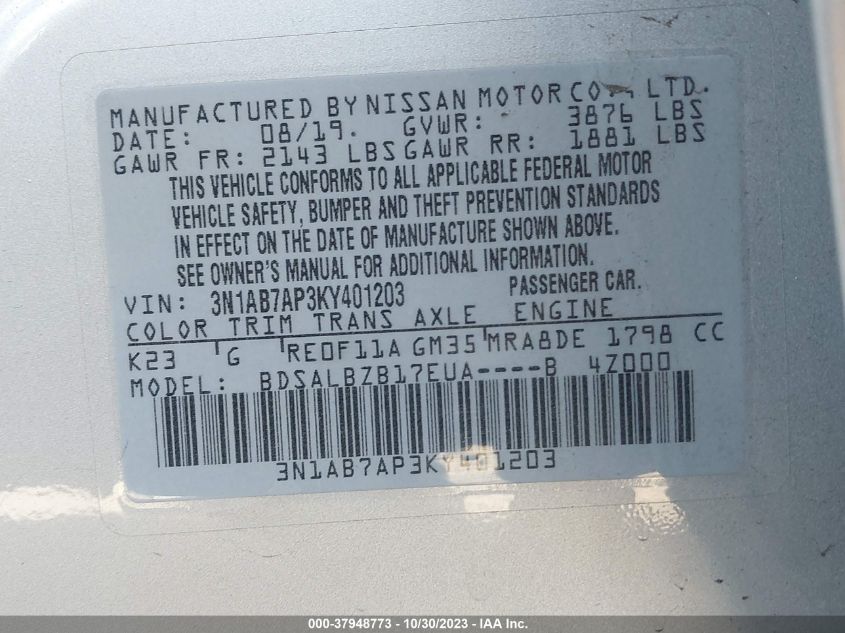 MANUFACTURED BY NISSAN MOTOR CO., LTD.
DATE: 08/19. GVWR: 3876 LBS
GAWR FR: 2143 LBS GAWR RR: 1881 LBS
THIS VEHICLE CONFORMS TO ALL APPLICABLE FEDERAL MOTOR
VEHICLE SAFETY, BUMPER AND THEFT PREVENTION STANDARDS
IN EFFECT ON THE DATE OF MANUFACTURE SHOWN ABOVE.
SEE OWNER'S MANUAL FOR ADDITIONAL INFORMATION.
VIN: 3N1AB7AP3KY401203 PASSENGER CAR.
COLOR TRIM TRANS AXLE ENGINE
K23 G RE0F11A GM35 MRA8DE 1798 CC
MODEL: BDSALBZB17EUA----B 4Z000
3N1AB7AP3KY401203
000-37948773 - 10/30/2023 - IAA Inc.